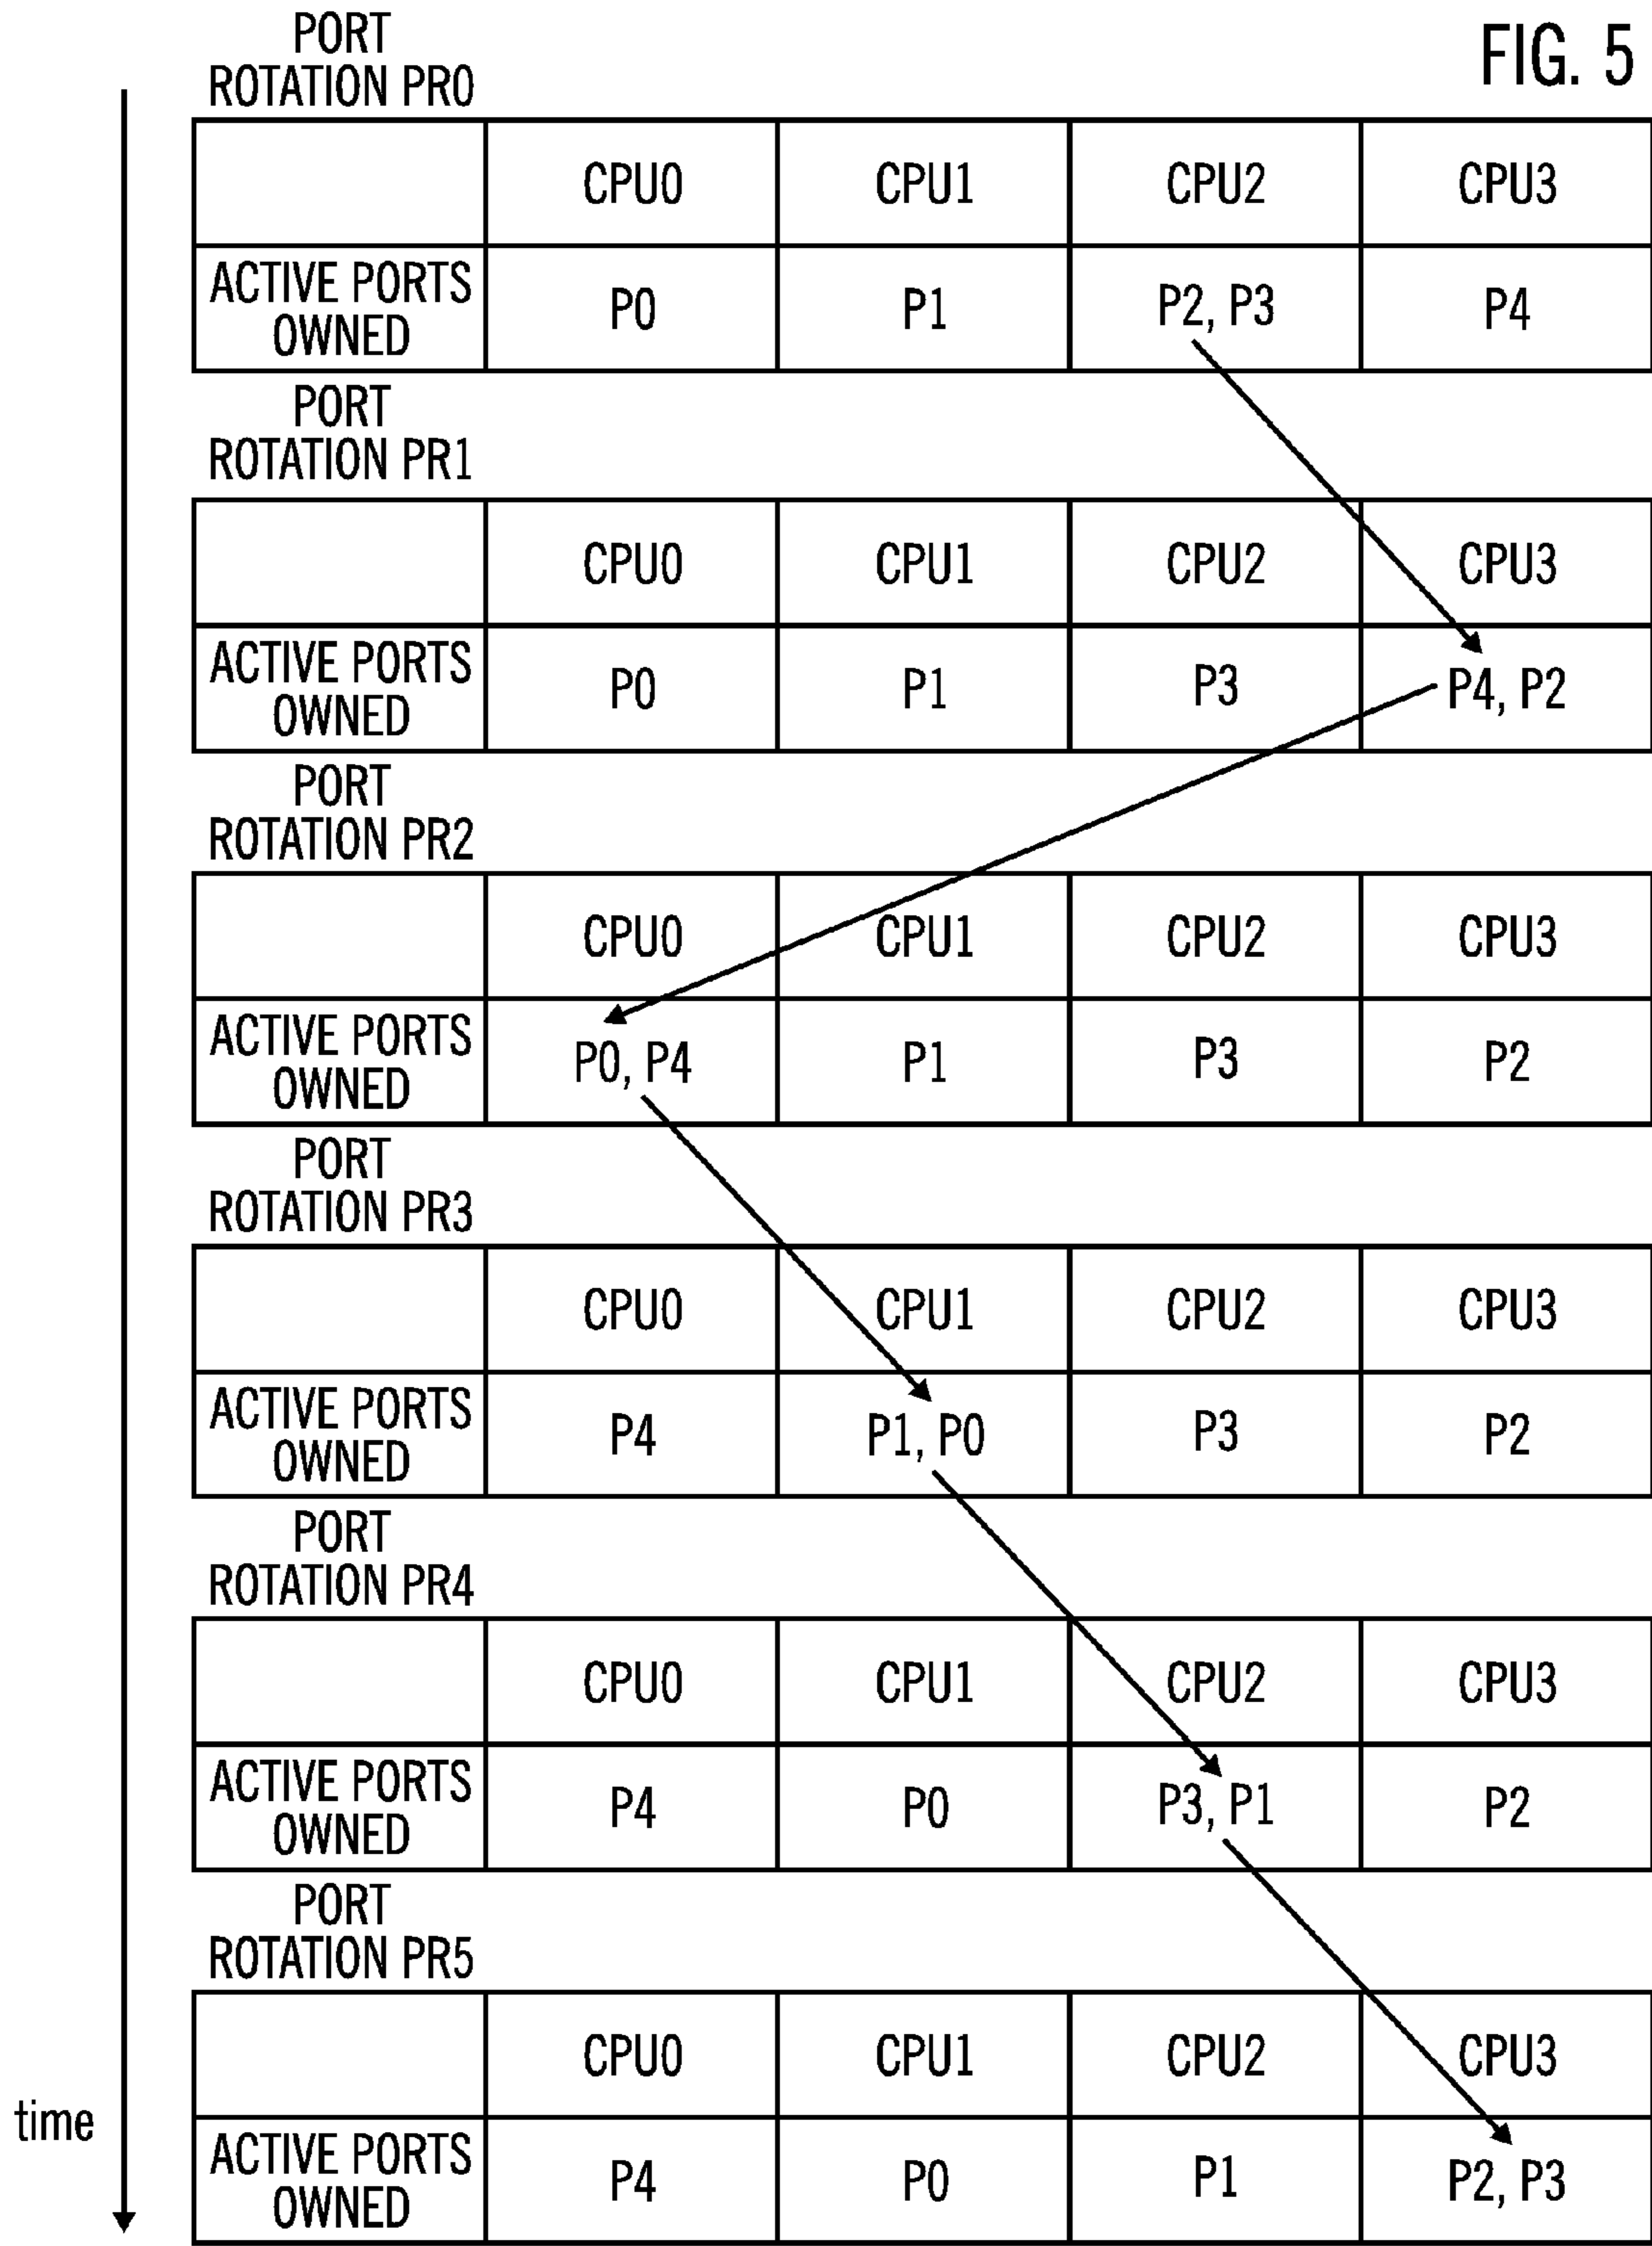 FIG. 5
PORT
ROTATION PR0
CPU0 CPU1 CPU2 CPU3
ACTIVE PORTS
OWNED
P0 P1 P2, P3 P4
PORT
ROTATION PR1
CPU0 CPU1 CPU2 CPU3
ACTIVE PORTS
OWNED
P0 P1 P3 P4, P2
PORT
ROTATION PR2
CPU0 CPU1 CPU2 CPU3
ACTIVE PORTS
OWNED
P0, P4 P1 P3 P2
PORT
ROTATION PR3
CPU0 CPU1 CPU2 CPU3
ACTIVE PORTS
OWNED
P4 P1, P0 P3 P2
PORT
ROTATION PR4
CPU0 CPU1 CPU2 CPU3
ACTIVE PORTS
OWNED
P4 P0 P3, P1 P2
PORT
ROTATION PR5
CPU0 CPU1 CPU2 CPU3
time
ACTIVE PORTS
OWNED
P4 P0 P1 P2, P3